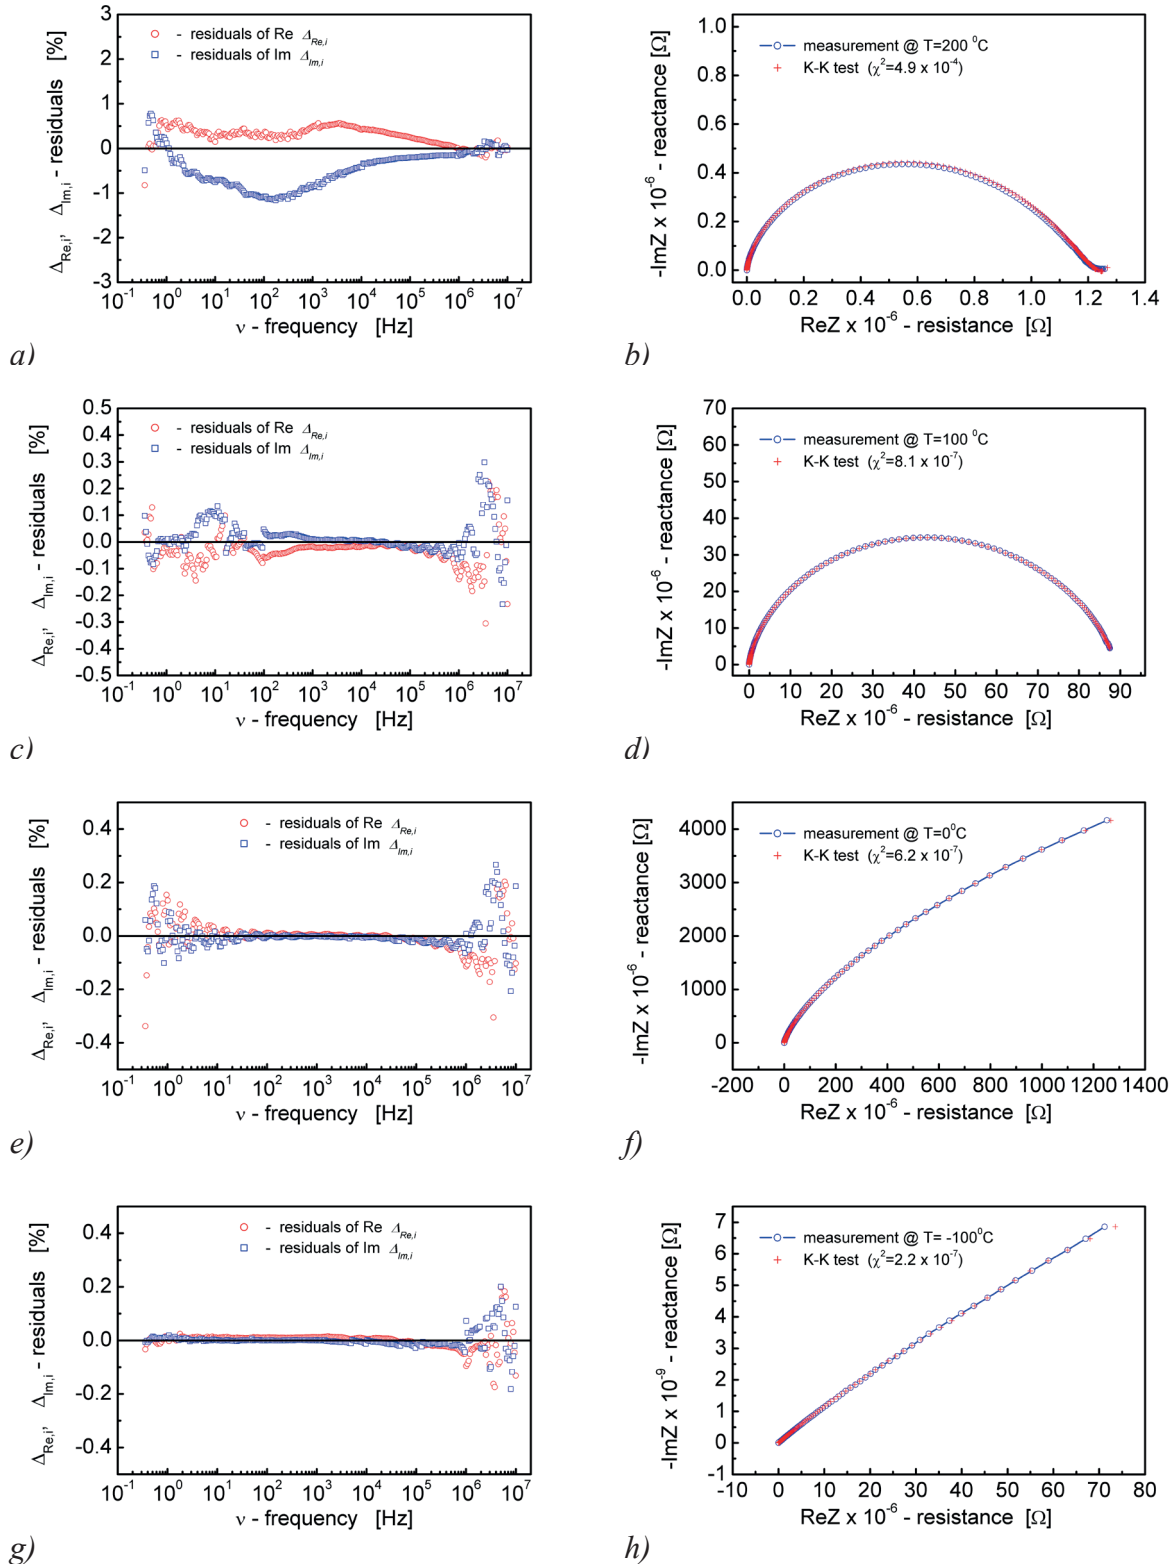 3
2
1
0
-1
-2
-3
Δ_Re,i, Δ_Im,i - residuals [%]
- residuals of Re Δ_Re,i
- residuals of Im Δ_Im,i
10^-1 10^0 10^1 10^2 10^3 10^4 10^5 10^6 10^7
ν - frequency [Hz]
a)
1.0
0.8
0.6
0.4
0.2
0.0
-ImZ x 10^-6 - reactance [Ω]
measurement @ T=200 ^0C
K-K test (χ^2=4.9 x 10^-4)
0.0 0.2 0.4 0.6 0.8 1.0 1.2 1.4
ReZ x 10^-6 - resistance [Ω]
b)
0.5
0.4
0.3
0.2
0.1
0.0
-0.1
-0.2
-0.3
-0.4
-0.5
Δ_Re,i, Δ_Im,i - residuals [%]
- residuals of Re Δ_Re,i
- residuals of Im Δ_Im,i
10^-1 10^0 10^1 10^2 10^3 10^4 10^5 10^6 10^7
ν - frequency [Hz]
c)
70
60
50
40
30
20
10
0
-ImZ x 10^-6 - reactance [Ω]
measurement @ T=100 ^0C
K-K test (χ^2=8.1 x 10^-7)
0 10 20 30 40 50 60 70 80 90
ReZ x 10^-6 - resistance [Ω]
d)
0.4
0.2
0.0
-0.2
-0.4
Δ_Re,i, Δ_Im,i - residuals [%]
- residuals of Re Δ_Re,i
- residuals of Im Δ_Im,i
10^-1 10^0 10^1 10^2 10^3 10^4 10^5 10^6 10^7
ν - frequency [Hz]
e)
4000
3000
2000
1000
0
-ImZ x 10^-6 - reactance [Ω]
measurement @ T=0^0C
K-K test (χ^2=6.2 x 10^-7)
-200 0 200 400 600 800 1000 1200 1400
ReZ x 10^-6 - resistance [Ω]
f)
0.4
0.2
0.0
-0.2
-0.4
Δ_Re,i, Δ_Im,i - residuals [%]
- residuals of Re Δ_Re,i
- residuals of Im Δ_Im,i
10^-1 10^0 10^1 10^2 10^3 10^4 10^5 10^6 10^7
ν - frequency [Hz]
g)
7
6
5
4
3
2
1
0
-1
-ImZ x 10^-9 - reactance [Ω]
measurement @ T= -100^0C
K-K test (χ^2=2.2 x 10^-7)
-10 0 10 20 30 40 50 60 70 80
ReZ x 10^-6 - resistance [Ω]
h)